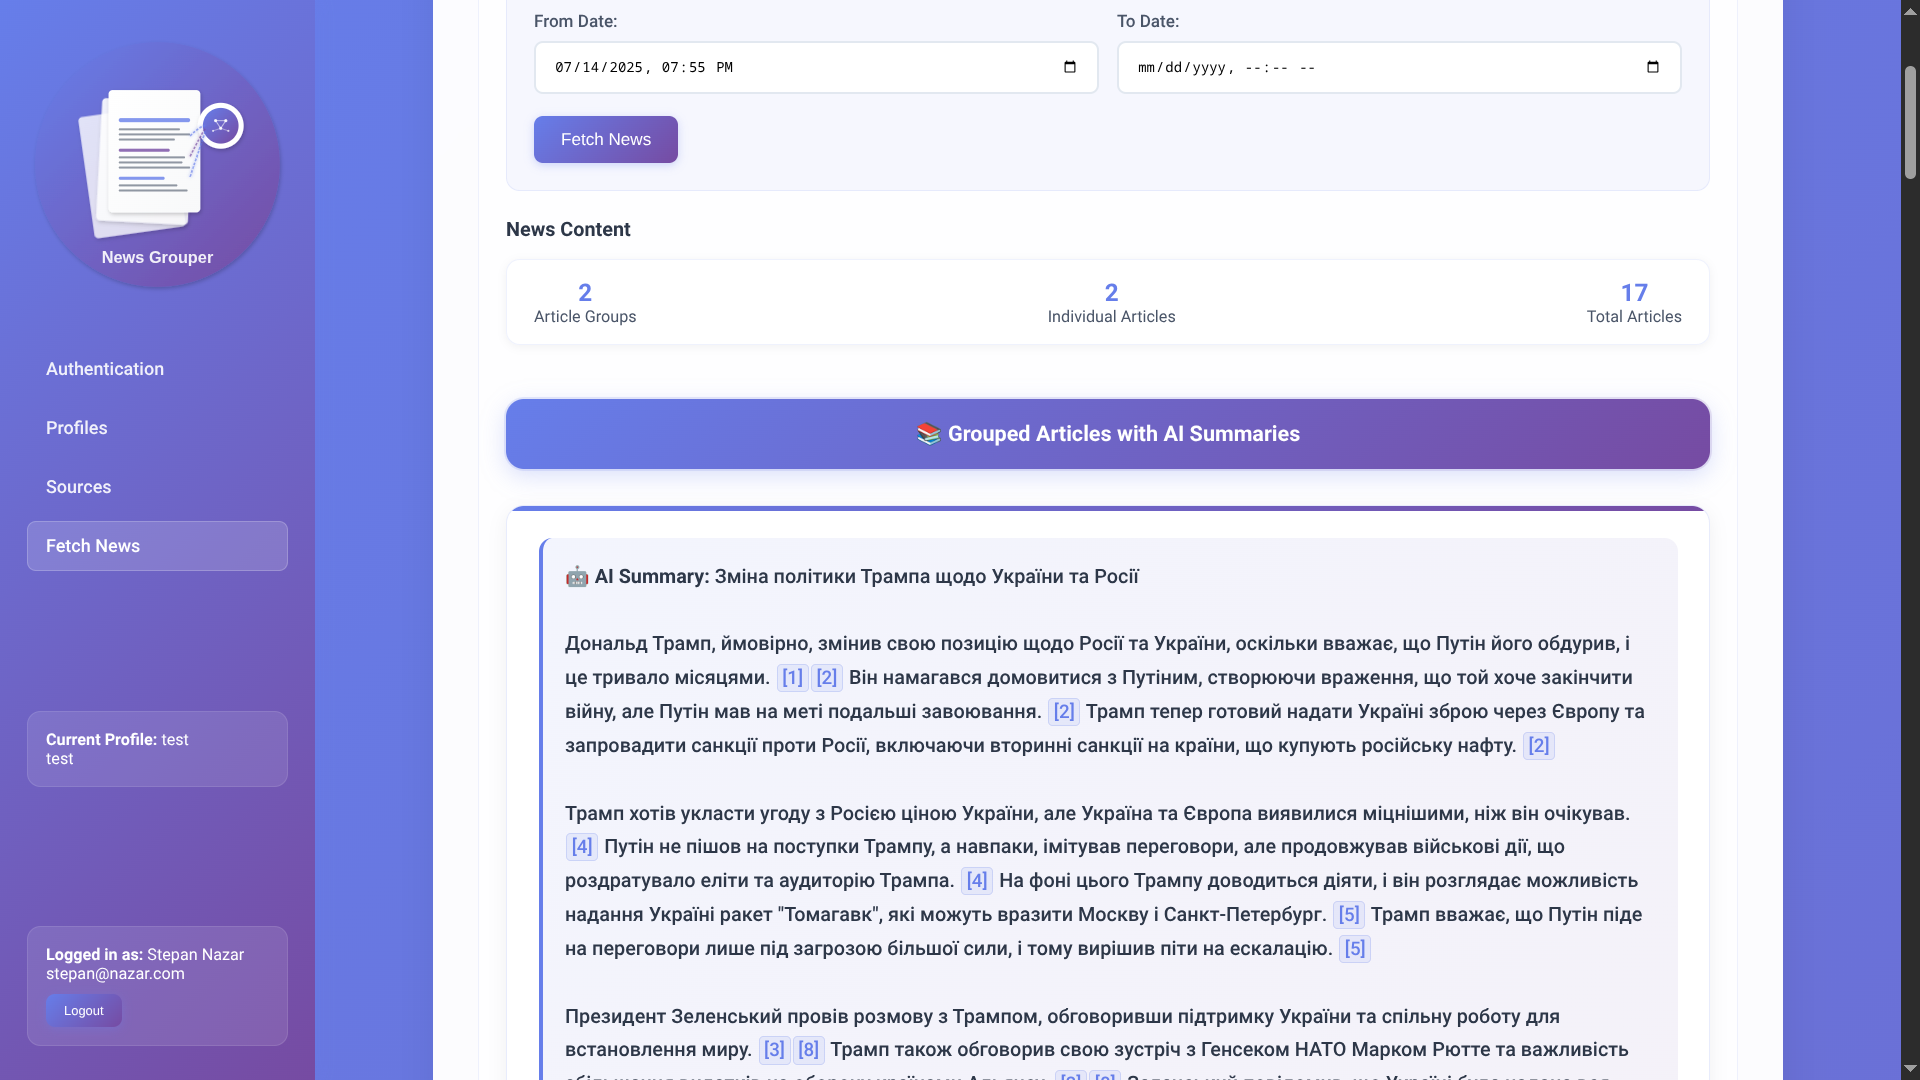 News Grouper
Authentication
Profiles
Sources
Fetch News
Current Profile: test
test
Logged in as: Stepan Nazar
stepan@nazar.com
Logout
From Date:
To Date:
07/14/2025, 07:55 PM
mm/dd/yyyy, --:-- --
Fetch News
News Content
2
Article Groups
2
Individual Articles
17
Total Articles
📚 Grouped Articles with AI Summaries
🤖 AI Summary: Зміна політики Трампа щодо України та Росії
Дональд Трамп, ймовірно, змінив свою позицію щодо Росії та України, оскільки вважає, що Путін його обдурив, і
це тривало місяцями. [1] [2] Він намагався домовитися з Путіним, створюючи враження, що той хоче закінчити
війну, але Путін мав на меті подальші завоювання. [2] Трамп тепер готовий надати Україні зброю через Європу та
запровадити санкції проти Росії, включаючи вторинні санкції на країни, що купують російську нафту. [2]
Трамп хотів укласти угоду з Росією ціною України, але Україна та Європа виявилися міцнішими, ніж він очікував.
[4] Путін не пішов на поступки Трампу, а навпаки, імітував переговори, але продовжував військові дії, що
роздратувало еліти та аудиторію Трампа. [4] На фоні цього Трампу доводиться діяти, і він розглядає можливість
надання Україні ракет "Томагавк", які можуть вразити Москву і Санкт-Петербург. [5] Трамп вважає, що Путін піде
на переговори лише під загрозою більшої сили, і тому вирішив піти на ескалацію. [5]
Президент Зеленський провів розмову з Трампом, обговоривши підтримку України та спільну роботу для
встановлення миру. [3] [8] Трамп також обговорив свою зустріч з Генсеком НАТО Марком Рютте та важливість